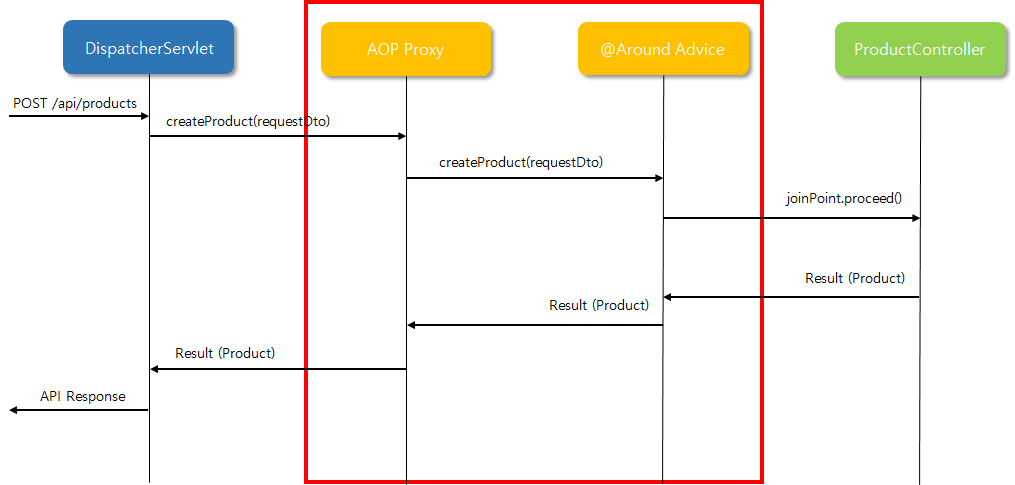 DispatcherServlet
AOP Proxy
@Around Advice
ProductController
POST /api/products
createProduct(requestDto)
createProduct(requestDto)
joinPoint.proceed()
Result (Product)
Result (Product)
Result (Product)
API Response